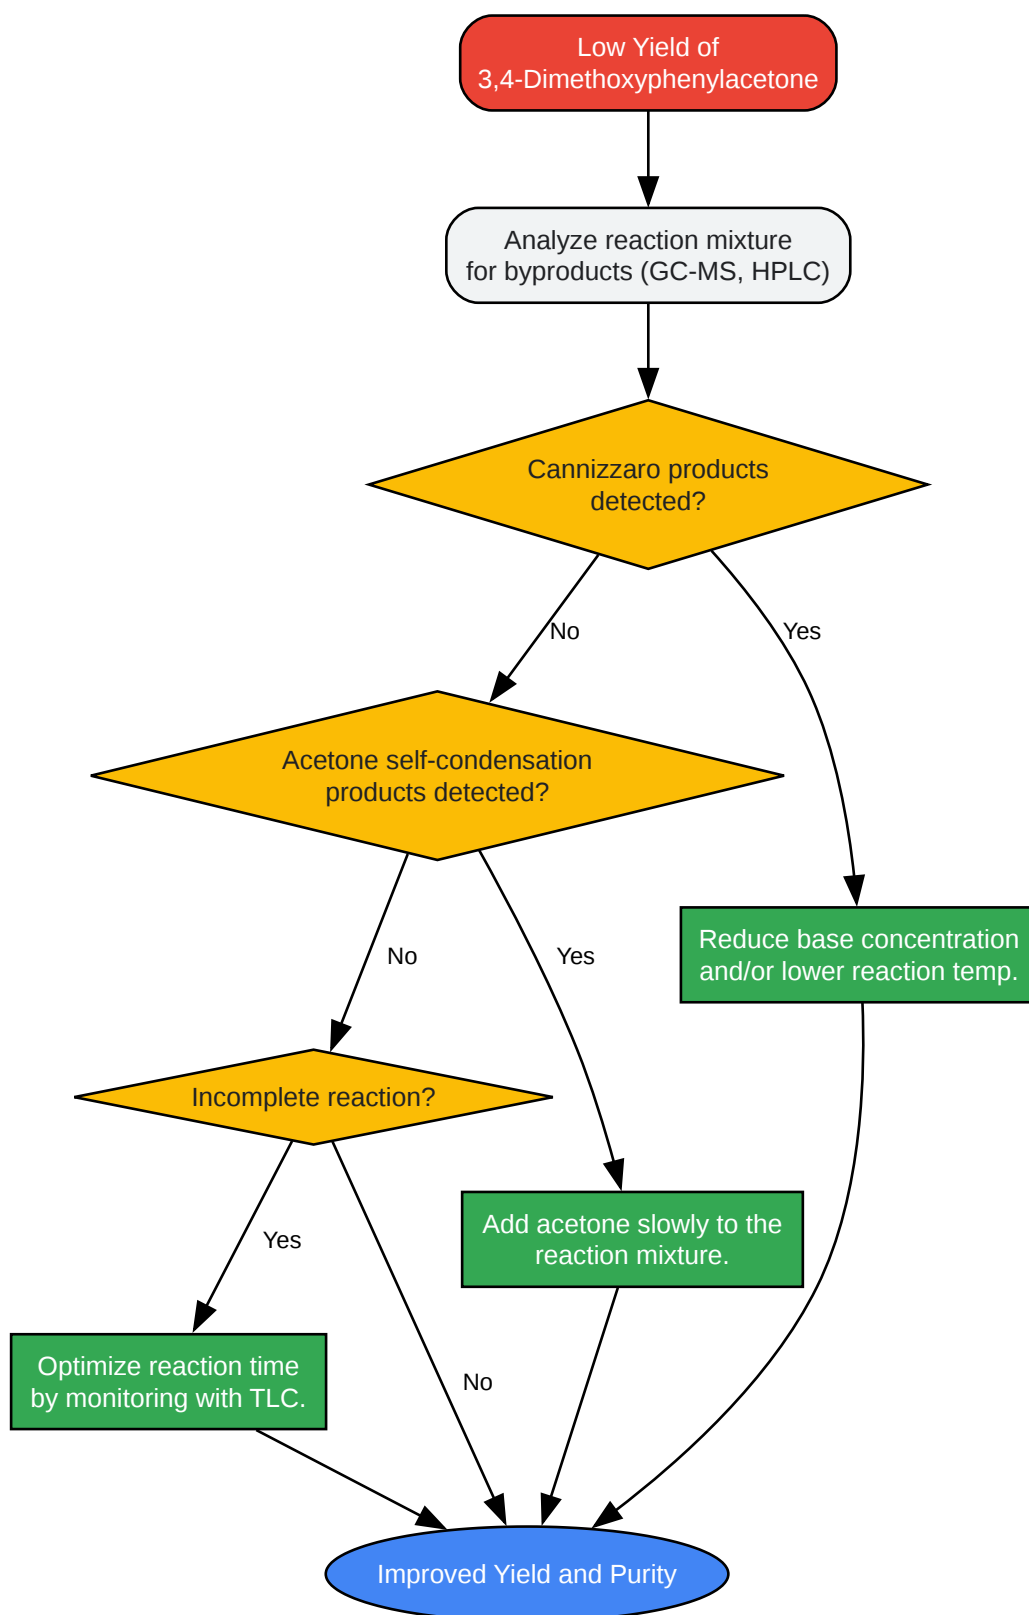 Low Yield of
3,4-Dimethoxyphenylacetone
Analyze reaction mixture
for byproducts (GC-MS, HPLC)
Cannizzaro products
detected?
No
Yes
Acetone self-condensation
products detected?
No
Yes
Reduce base concentration
and/or lower reaction temp.
Incomplete reaction?
Yes
No
Add acetone slowly to the
reaction mixture.
Optimize reaction time
by monitoring with TLC.
Improved Yield and Purity